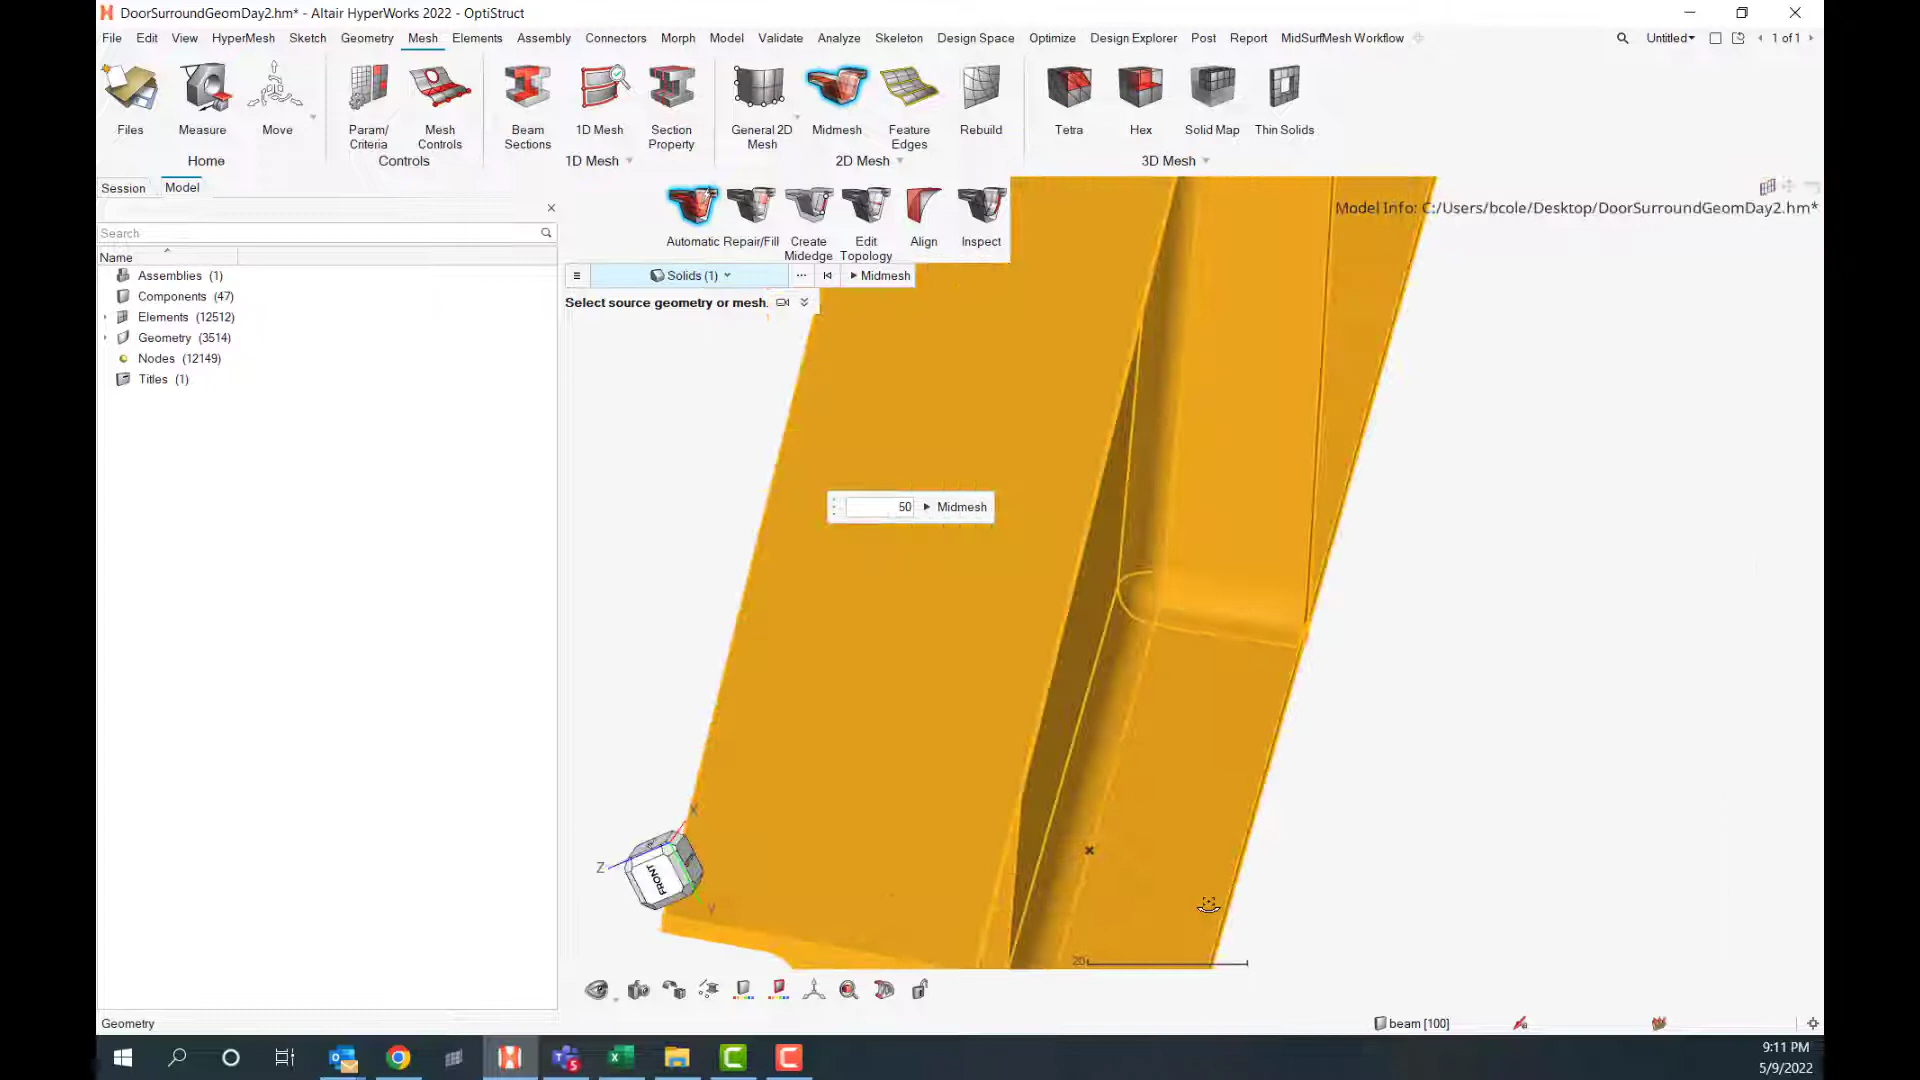 DoorSurroundGeomDay2.hm* - Altair HyperWorks 2022 - OptiStruct
File Edit View HyperMesh Sketch Geometry Mesh Elements Assembly Connectors Morph Model Validate Analyze Skeleton Design Space Optimize Design Explorer Post Report MidSurfMesh Workflow Untitled 1 of 1
Files Measure Move Param/ Criteria Mesh Controls Beam Sections 1D Mesh Section Property General 2D Mesh Midmesh Feature Edges Rebuild Tetra Hex Solid Map Thin Solids
Home Controls 1D Mesh 2D Mesh 3D Mesh
Session Model
Automatic Repair/Fill Create Midedge Edit Topology Align Inspect
Model Info: C:/Users/bcole/Desktop/DoorSurroundGeomDay2.hm*
Search
Name
Solids (1) Midmesh
Select source geometry or mesh.
Assemblies (1)
Components (47)
Elements (12512)
Geometry (3514)
Nodes (12149)
Titles (1)
50 Midmesh
X
Z
FRONT
Y
20
Geometry
beam [100]
9:11 PM
5/9/2022